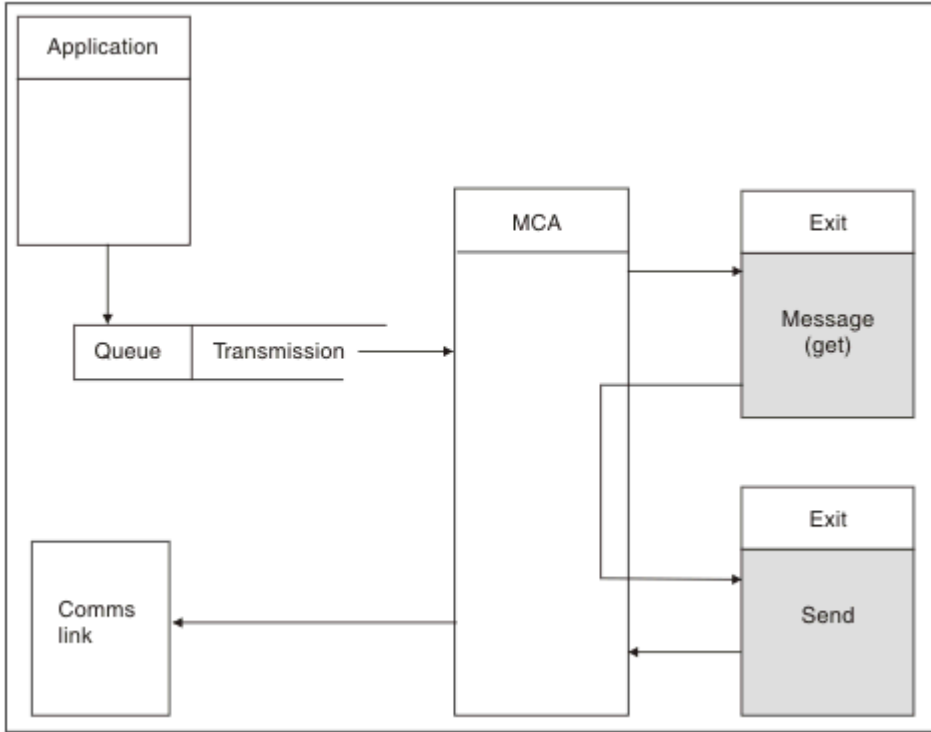 Application
MCA
Exit
Message
(get)
Queue
Transmission
Exit
Send
Comms
link